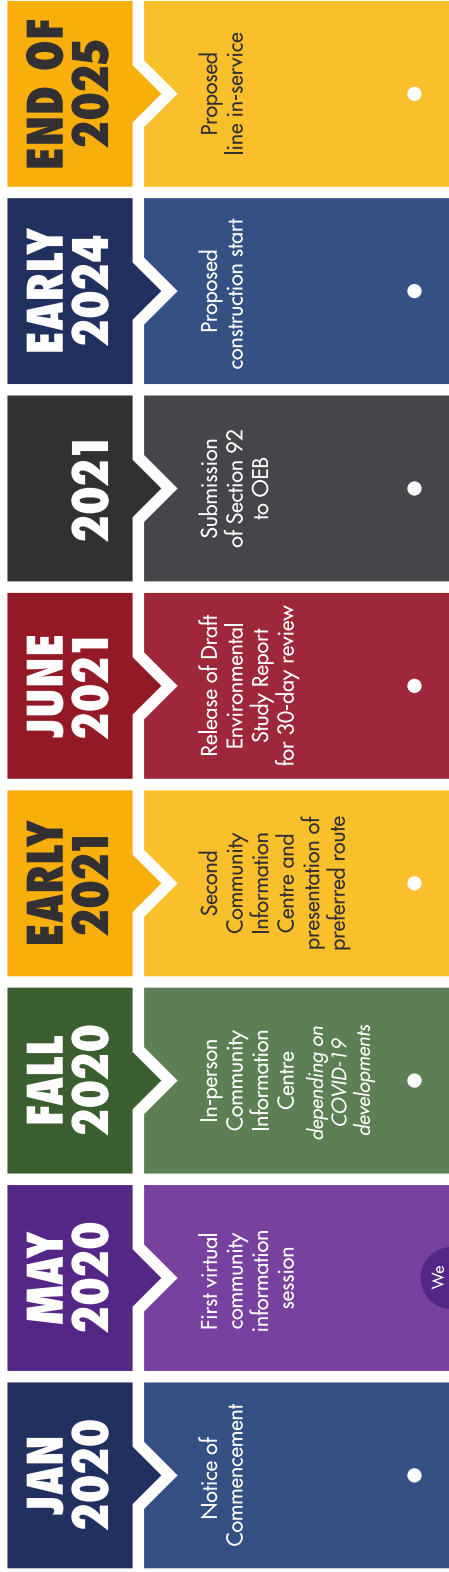 JAN
2020
Notice of
Commencement
MAY
2020
First virtual
community
information
session
We
FALL
2020
In-person
Community
Information
Centre
depending on
COVID-19
developments
EARLY
2021
Second
Community
Information
Centre and
presentation of
preferred route
JUNE
2021
Release of Draft
Environmental
Study Report
for 30-day review
2021
Submission
of Section 92
to OEB
EARLY
2024
Proposed
construction start
END OF
2025
Proposed
line in-service